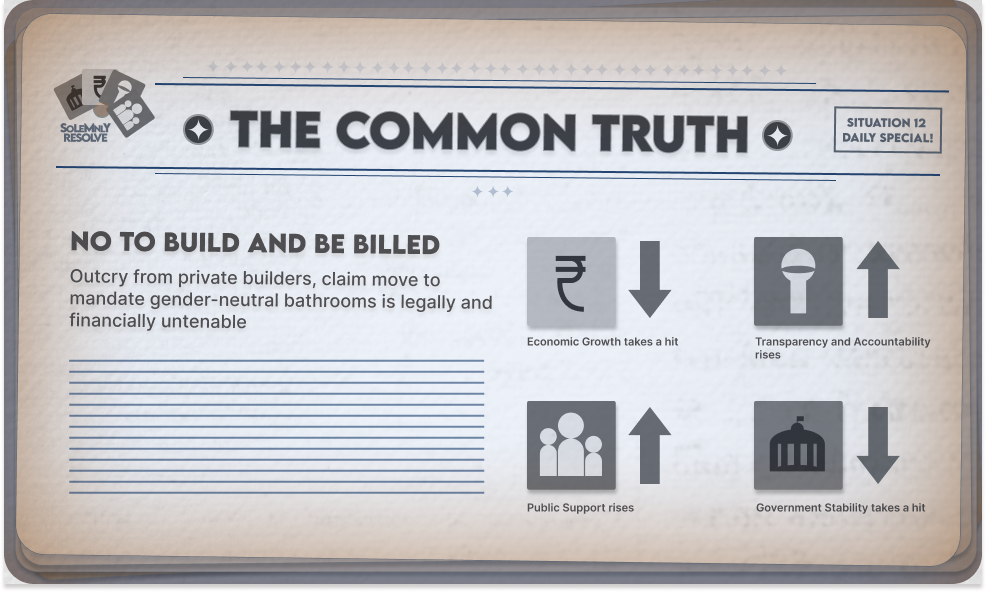 SOLEMNLY
RESOLVE
THE COMMON TRUTH
SITUATION 12
DAILY SPECIAL!
NO TO BUILD AND BE BILLED
Outcry from private builders, claim move to
mandate gender-neutral bathrooms is legally and
financially untenable
₹
Economic Growth takes a hit
Transparency and Accountability
rises
Public Support rises
Government Stability takes a hit